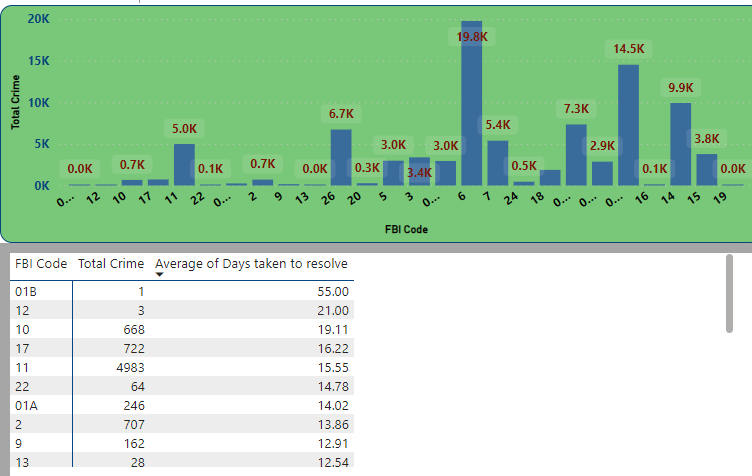 20K
15K
10K
5K
0K
Total Crime
0.0K
0.7K
5.0K
0.1K
0.7K
0.0K
6.7K
0.3K
3.0K
3.4K
3.0K
19.8K
5.4K
0.5K
7.3K
2.9K
14.5K
0.1K
9.9K
3.8K
0.0K
0... 12 10 17 11 22 0... 2 9 13 26 20 5 3 0... 6 7 24 18 0... 0... 0... 16 14 15 19
FBI Code
FBI Code Total Crime Average of Days taken to resolve
01B 1 55.00
12 3 21.00
10 668 19.11
17 722 16.22
11 4983 15.55
22 64 14.78
01A 246 14.02
2 707 13.86
9 162 12.91
13 28 12.54